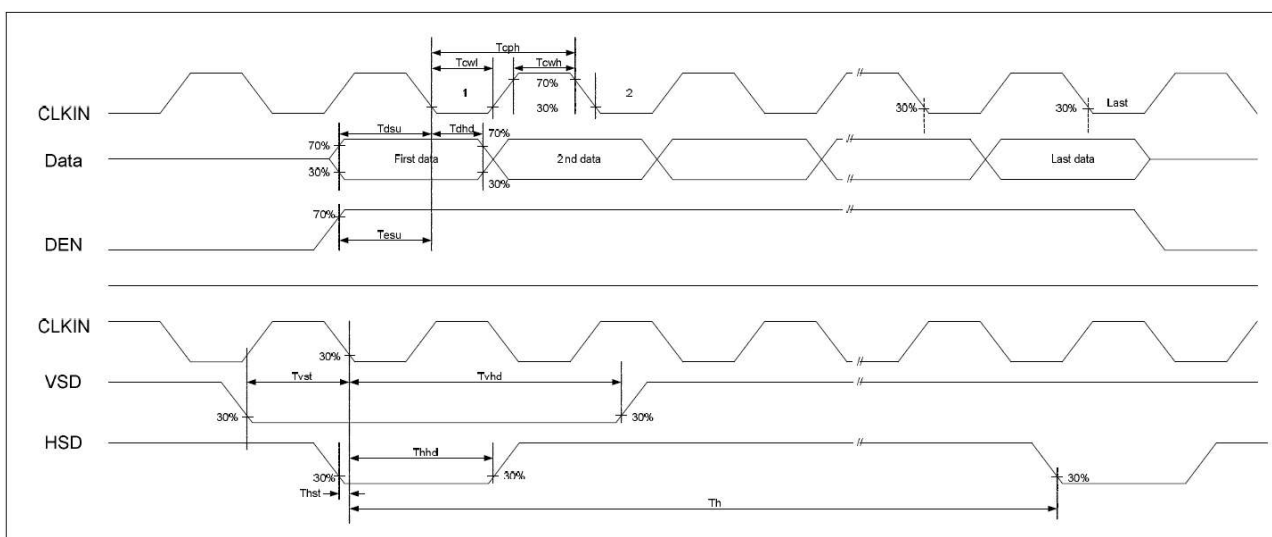 Tcph
Tcwl
Tcwh
1
70%
30%
2
30%
30%
Last
CLKIN
Tdsu
Tdhd
70%
70%
Data
First data
2nd data
Last data
30%
30%
70%
DEN
Tesu
CLKIN
30%
VSD
Tvst
Tvhd
30%
30%
HSD
Thhd
30%
30%
30%
Thst
Th